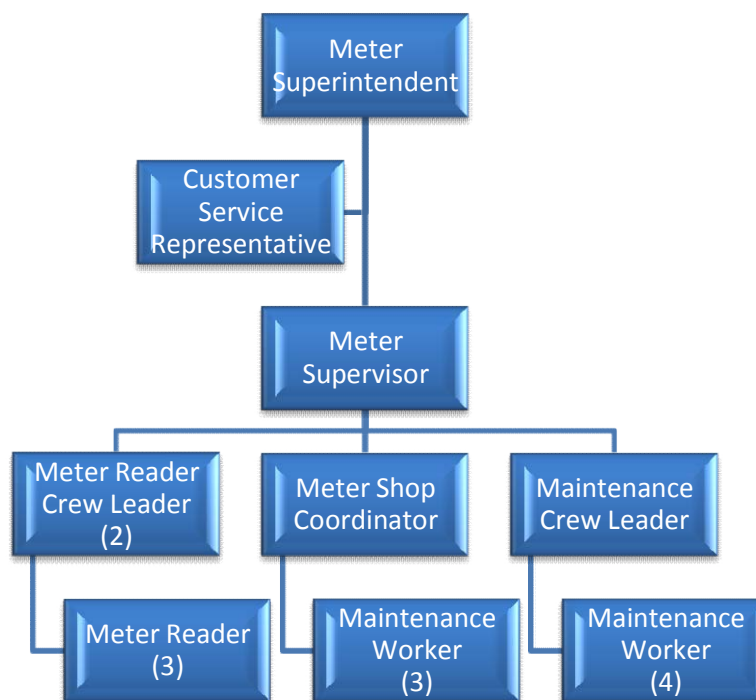 Meter
Superintendent
Customer
Service
Representative
Meter
Supervisor
Meter Reader
Crew Leader
(2)
Meter Shop
Coordinator
Maintenance
Crew Leader
Meter Reader
(3)
Maintenance
Worker
(3)
Maintenance
Worker
(4)